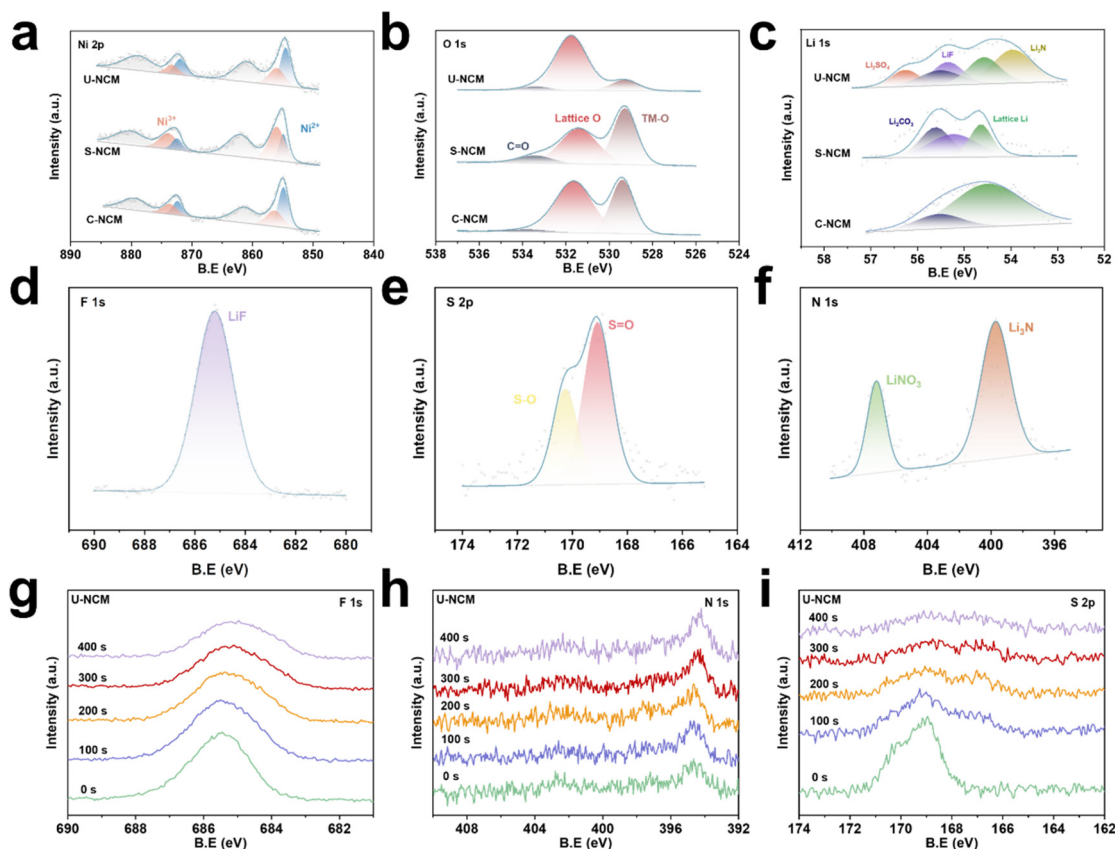 a
Ni 2p
U-NCM
Ni3+
Ni2+
S-NCM
C-NCM
Intensity (a.u.)
890 880 870 860 850 840
B.E (eV)
b
O 1s
U-NCM
Lattice O
TM-O
C=O
S-NCM
C-NCM
Intensity (a.u.)
538 536 534 532 530 528 526 524
B.E (eV)
c
Li 1s
Li2SO4
LiF
Li3N
U-NCM
Li2CO3
Lattice Li
S-NCM
C-NCM
Intensity (a.u.)
58 57 56 55 54 53 52
B.E (eV)
d
F 1s
LiF
Intensity (a.u.)
690 688 686 684 682 680
B.E (eV)
e
S 2p
S=O
S-O
Intensity (a.u.)
174 172 170 168 166 164
B.E (eV)
f
N 1s
Li3N
LiNO3
Intensity (a.u.)
412 408 404 400 396
B.E (eV)
g
U-NCM
F 1s
400 s
300 s
200 s
100 s
0 s
Intensity (a.u.)
690 688 686 684 682
B.E (eV)
h
U-NCM
N 1s
400 s
300 s
200 s
100 s
0 s
Intensity (a.u.)
408 404 400 396 392
B.E (eV)
i
U-NCM
S 2p
400 s
300 s
200 s
100 s
0 s
Intensity (a.u.)
174 172 170 168 166 164 162
B.E (eV)